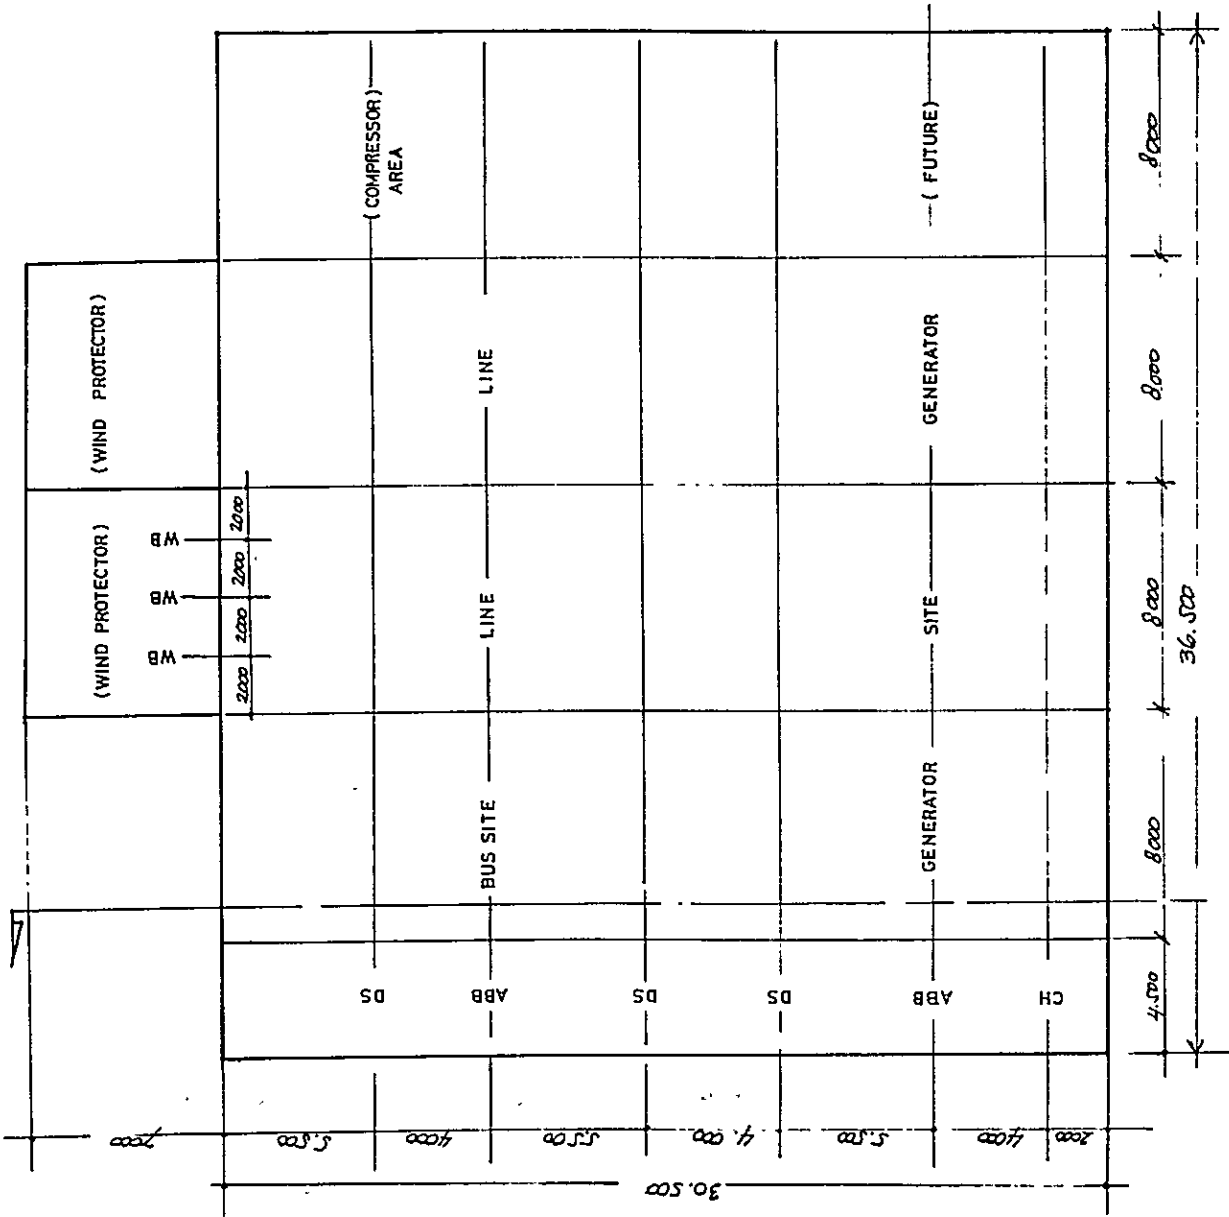 (COMPRESSOR)
AREA
( FUTURE)
8000
(WIND PROTECTOR)
LINE
GENERATOR
8000
(WIND PROTECTOR)
WB
WB
WB
2000
2000
2000
2000
LINE
SITE
8000
36.500
BUS SITE
GENERATOR
8000
DS
ABB
DS
DS
ABB
CH
4.500
7000
5.500
4000
5.500
4.000
5.500
4000
2000
30.500